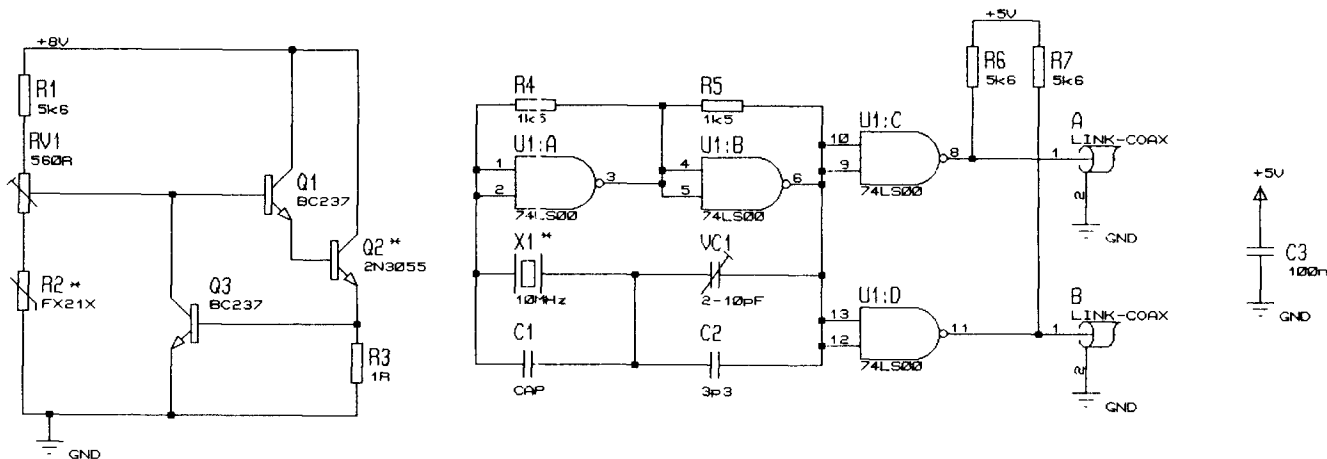 +8V
R1
5k6
RV1
560R
R2 *
FX21X
Q1
BC237
Q2 *
2N3055
Q3
BC237
R3
1R
GND
R4
1k5
R5
1k5
U1:A
1
2
3
74LS00
U1:B
4
5
6
74LS00
X1 *
10MHz
VC1
2-10pF
C1
CAP
C2
3p3
U1:C
10
9
8
74LS00
U1:D
13
12
11
74LS00
+5V
R6
5k6
R7
5k6
A
LINK-COAX
1
2
GND
B
LINK-COAX
1
2
GND
+5V
C3
100n
GND